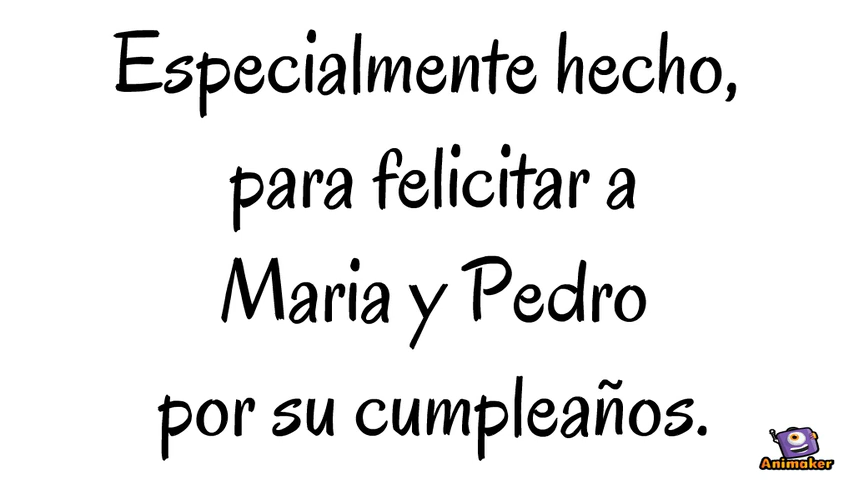 Especialmente hecho,
para felicitar a
Maria y Pedro
por su cumpleaños.
Animaker